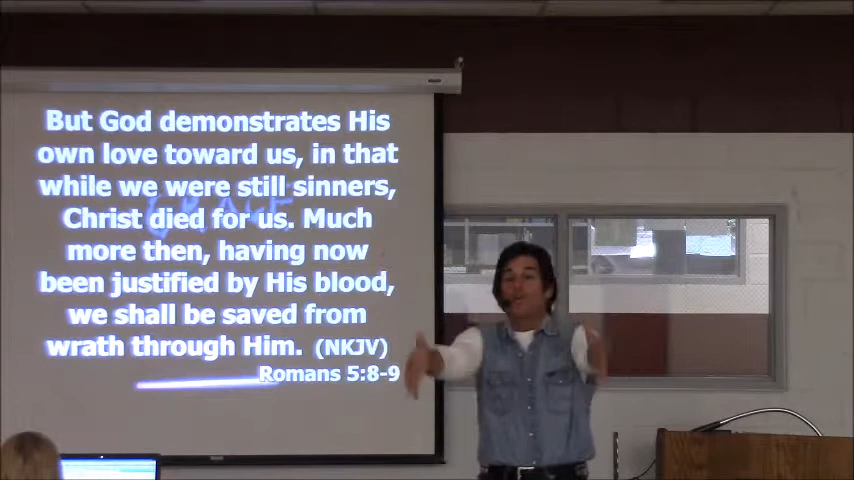 But God demonstrates His
own love toward us, in that
while we were still sinners,
GRACE
Christ died for us. Much
more then, having now
been justified by His blood,
we shall be saved from
wrath through Him. (NKJV)
Romans 5:8-9